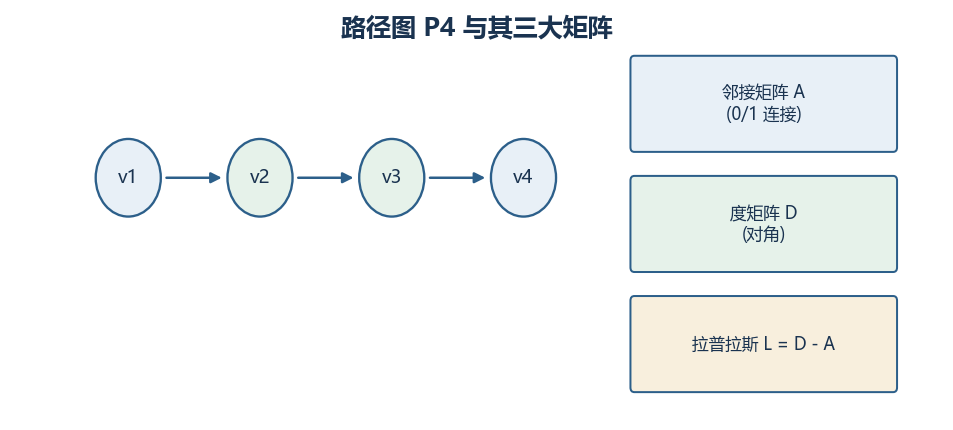 路径图 P4 与其三大矩阵
v1
v2
v3
v4
邻接矩阵 A
(0/1 连接)
度矩阵 D
(对角)
拉普拉斯 L = D - A